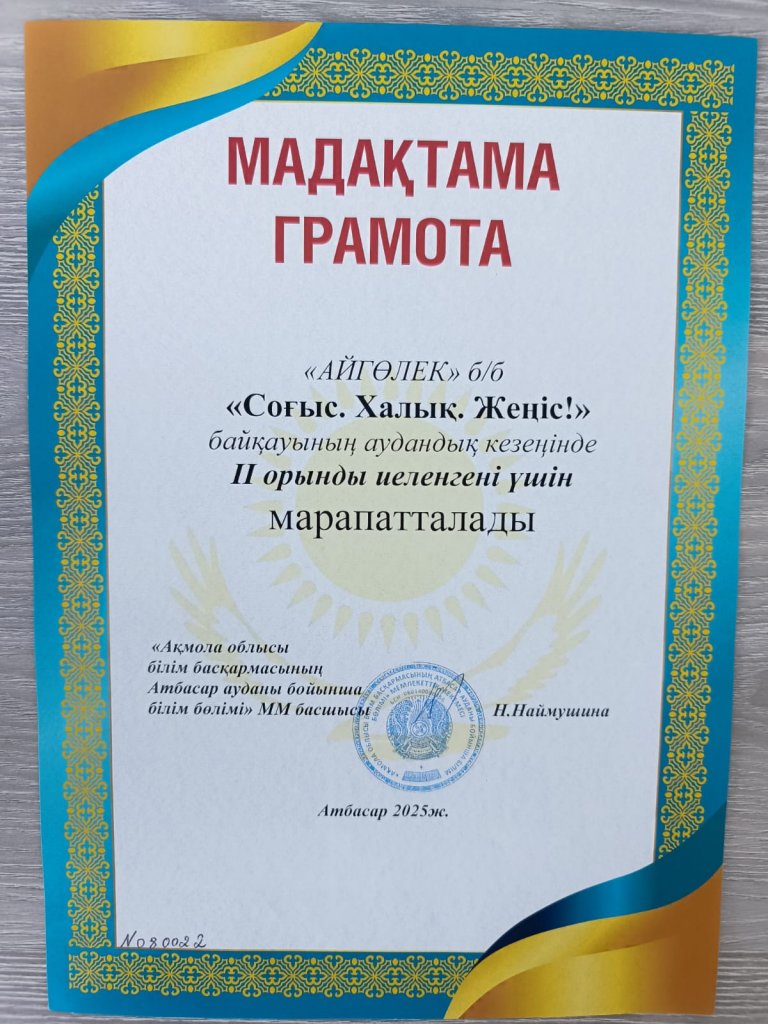 МАДАҚТАМА
ГРАМОТА
«АЙГӨЛЕК» б/б
«Соғыс. Халық. Жеңіс!»
байқауының аудандық кезеңінде
II орынды иеленгені үшін
марапатталады
«Ақмола облысы
білім басқармасының
Атбасар ауданы бойынша
білім бөлімі» ММ басшысы
Н.Наймушина
Атбасар 2025ж.
№080022